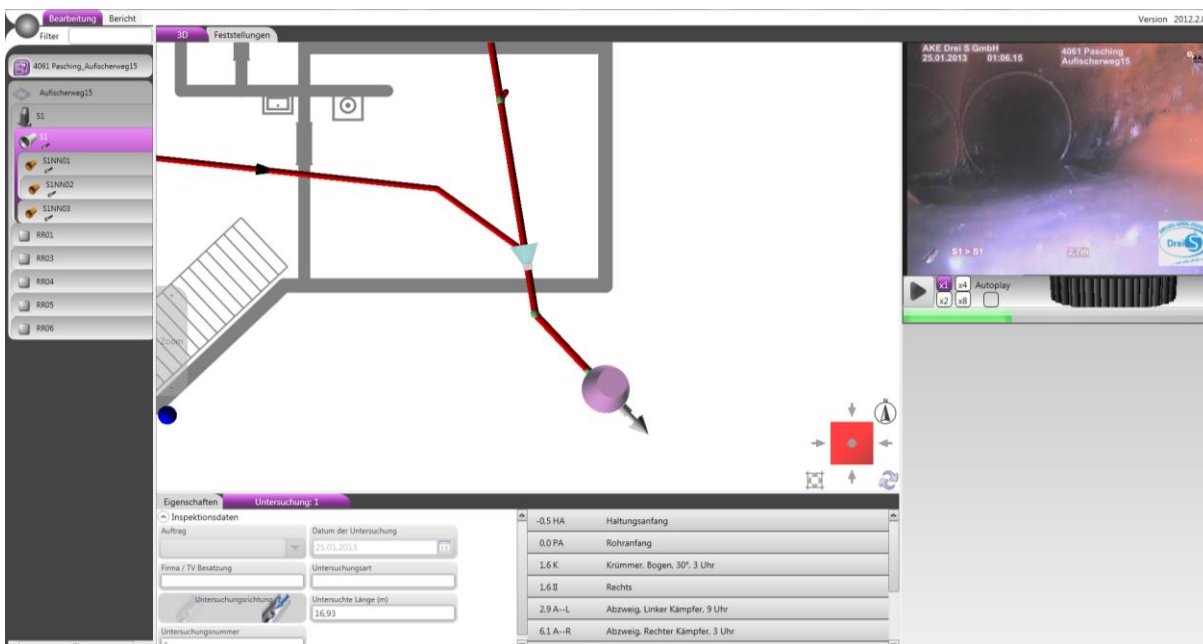 Bearbeitung Bericht
Version 2012.2.
Filter
3D Feststellungen
4061 Pasching_Aufischerweg15
Aufischerweg15
S1
S1
S1NN01
S1NN02
S1NN03
RR01
RR03
RR04
RR05
RR06
Zoom
AKE Drei S GmbH
25.01.2013 01:06.15
4061 Pasching
Aufischerweg15
S1 > S1
2.7m
Drei S
x1 x4 Autoplay
x2 x8
Eigenschaften Untersuchung: 1
Inspektionsdaten
Auftrag
Datum der Untersuchung
25.01.2013
Firma / TV Besatzung
Untersuchungsart
Untersuchungsrichtung
Untersuchte Länge (m)
16,93
Untersuchungsnummer
-0.5 HA Haltungsanfang
0.0 PA Rohranfang
1.6 K Krümmer, Bogen, 30°, 3 Uhr
1.6 II Rechts
2.9 A--L Abzweig. Linker Kämpfer, 9 Uhr
6.1 A--R Abzweig. Rechter Kämpfer, 3 Uhr